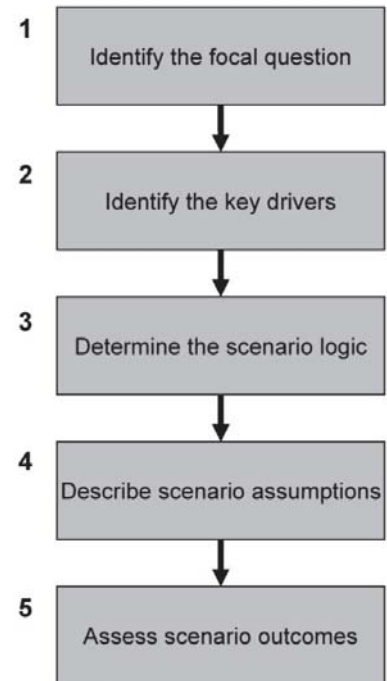 1
Identify the focal question
2
Identify the key drivers
3
Determine the scenario logic
4
Describe scenario assumptions
5
Assess scenario outcomes